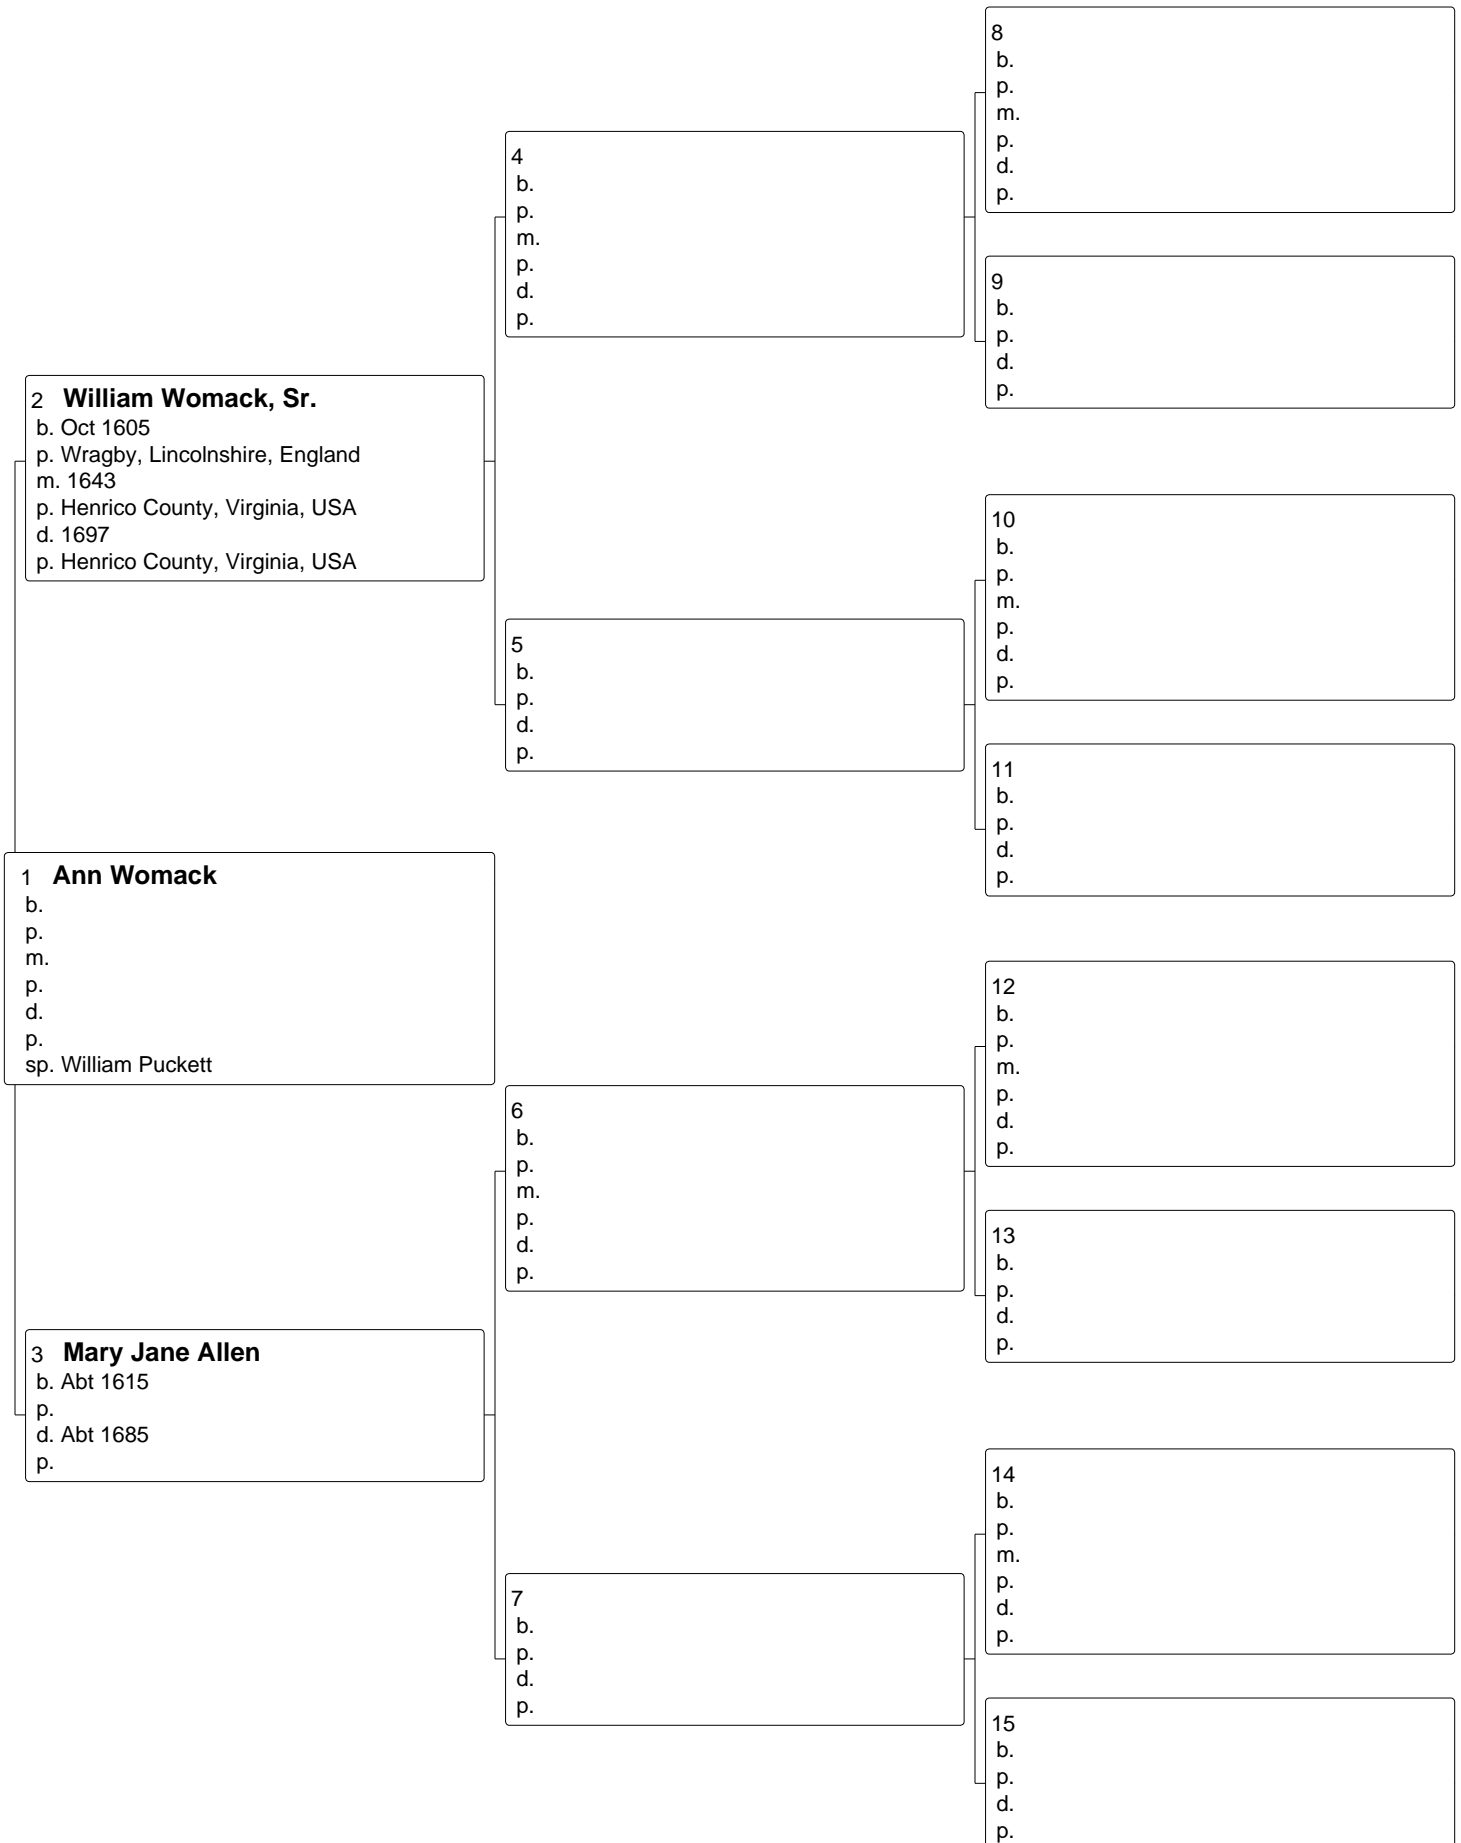 8
b.
p.
m.
p.
d.
p.
4
b.
p.
m.
p.
d.
p.
9
b.
p.
d.
p.
2 William Womack, Sr.
b. Oct 1605
p. Wragby, Lincolnshire, England
m. 1643
p. Henrico County, Virginia, USA
d. 1697
p. Henrico County, Virginia, USA
10
b.
p.
m.
p.
d.
p.
5
b.
p.
d.
p.
11
b.
p.
d.
p.
1 Ann Womack
b.
p.
m.
p.
d.
p.
sp. William Puckett
12
b.
p.
m.
p.
d.
p.
6
b.
p.
m.
p.
d.
p.
13
b.
p.
d.
p.
3 Mary Jane Allen
b. Abt 1615
p.
d. Abt 1685
p.
14
b.
p.
m.
p.
d.
p.
7
b.
p.
d.
p.
15
b.
p.
d.
p.